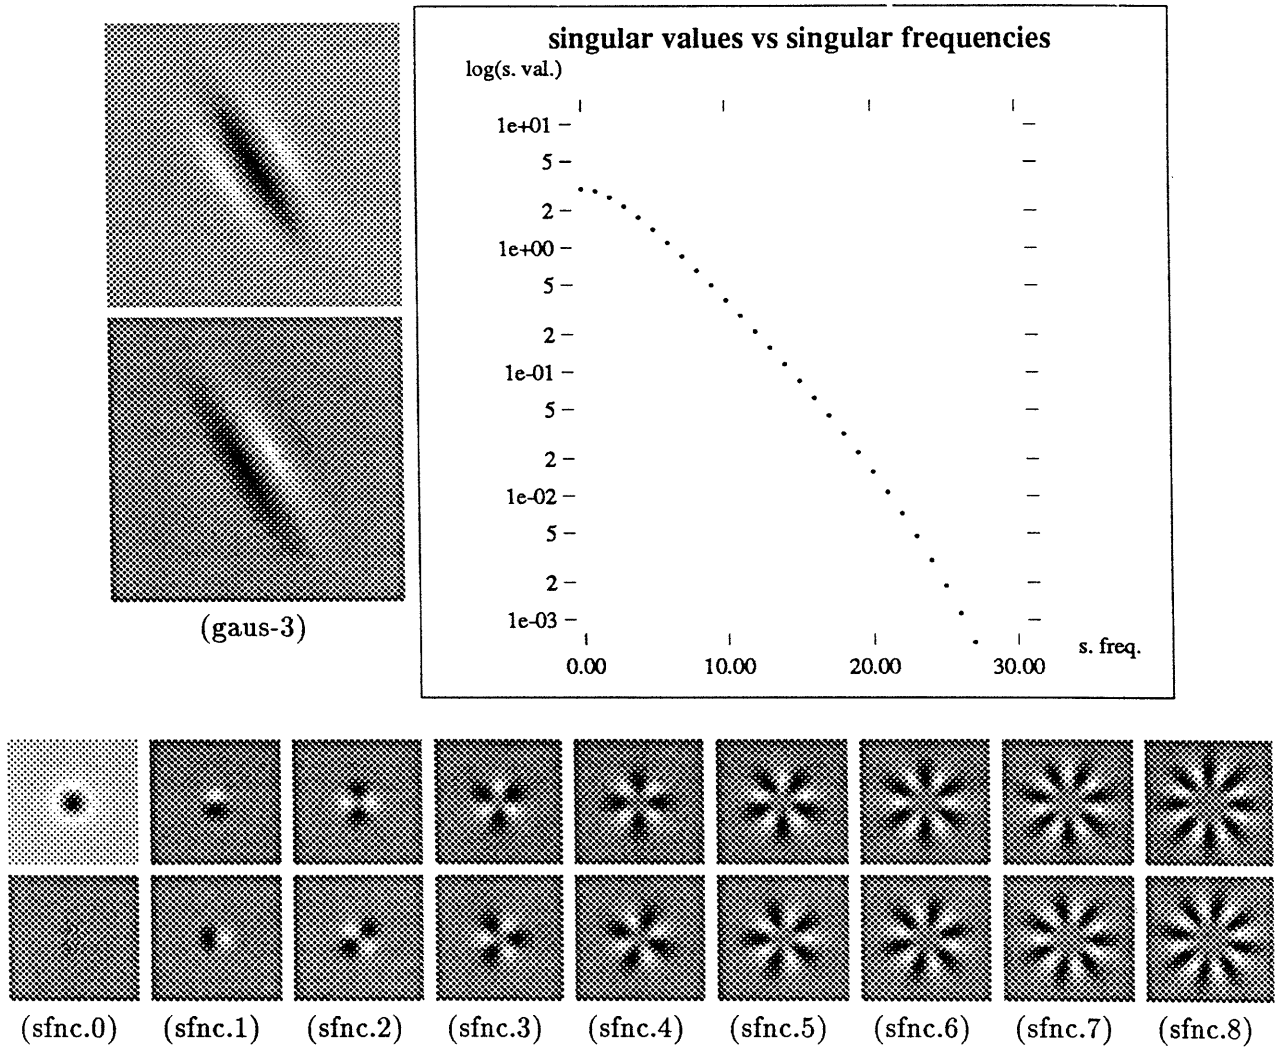 singular values vs singular frequencies
log(s. val.)
1e+01
5
2
1e+00
5
2
1e-01
5
2
1e-02
5
2
1e-03
0.00 10.00 20.00 30.00
s. freq.
(gaus-3)
(sfnc.0) (sfnc.1) (sfnc.2) (sfnc.3) (sfnc.4) (sfnc.5) (sfnc.6) (sfnc.7) (sfnc.8)